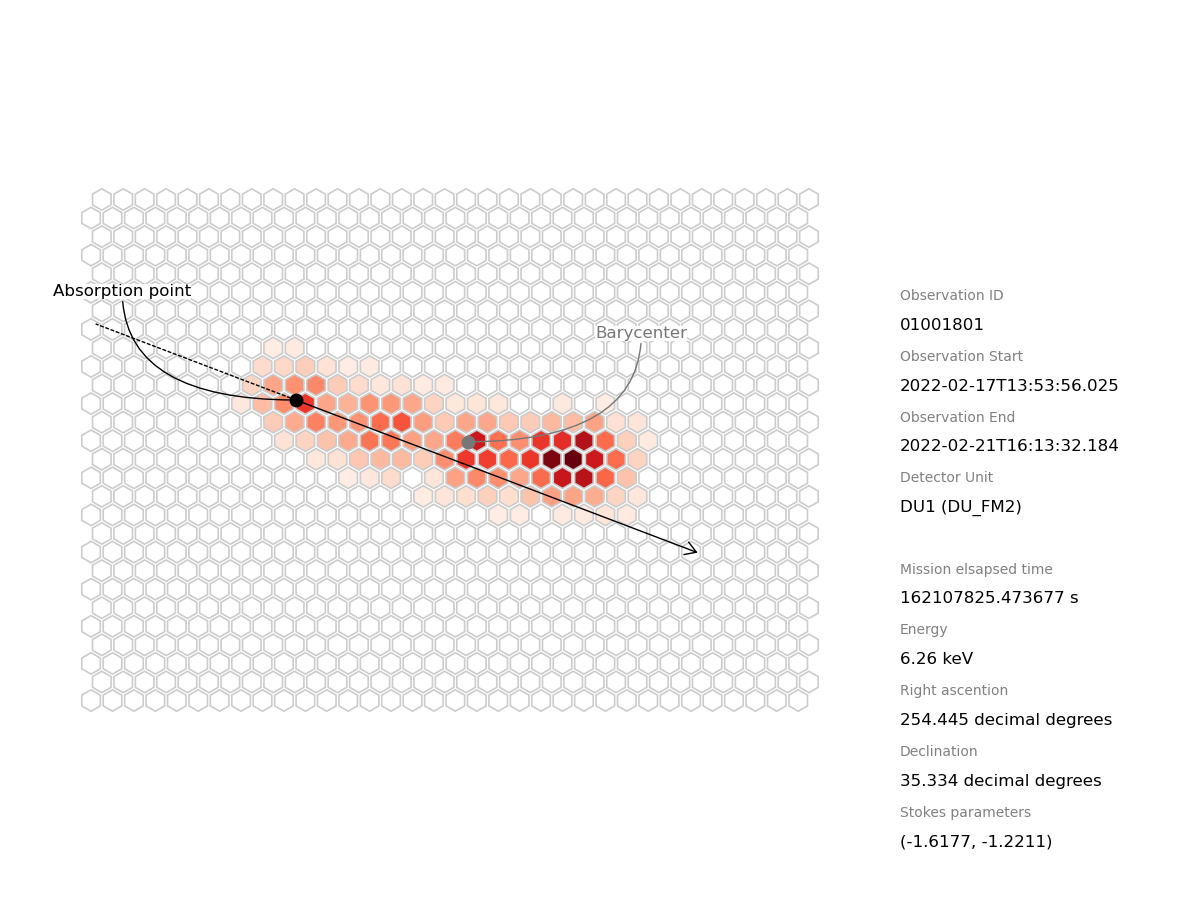 Absorption point
Barycenter
Observation ID
01001801
Observation Start
2022-02-17T13:53:56.025
Observation End
2022-02-21T16:13:32.184
Detector Unit
DU1 (DU_FM2)
Mission elsapsed time
162107825.473677 s
Energy
6.26 keV
Right ascention
254.445 decimal degrees
Declination
35.334 decimal degrees
Stokes parameters
(-1.6177, -1.2211)